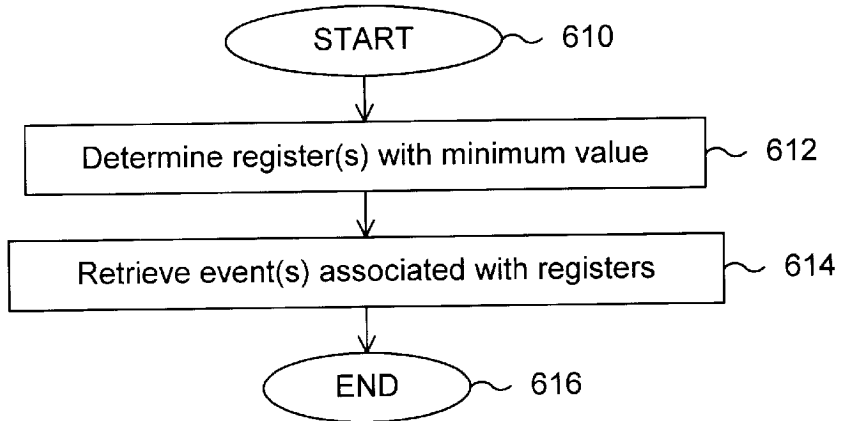 START 610
Determine register(s) with minimum value 612
Retrieve event(s) associated with registers 614
END 616